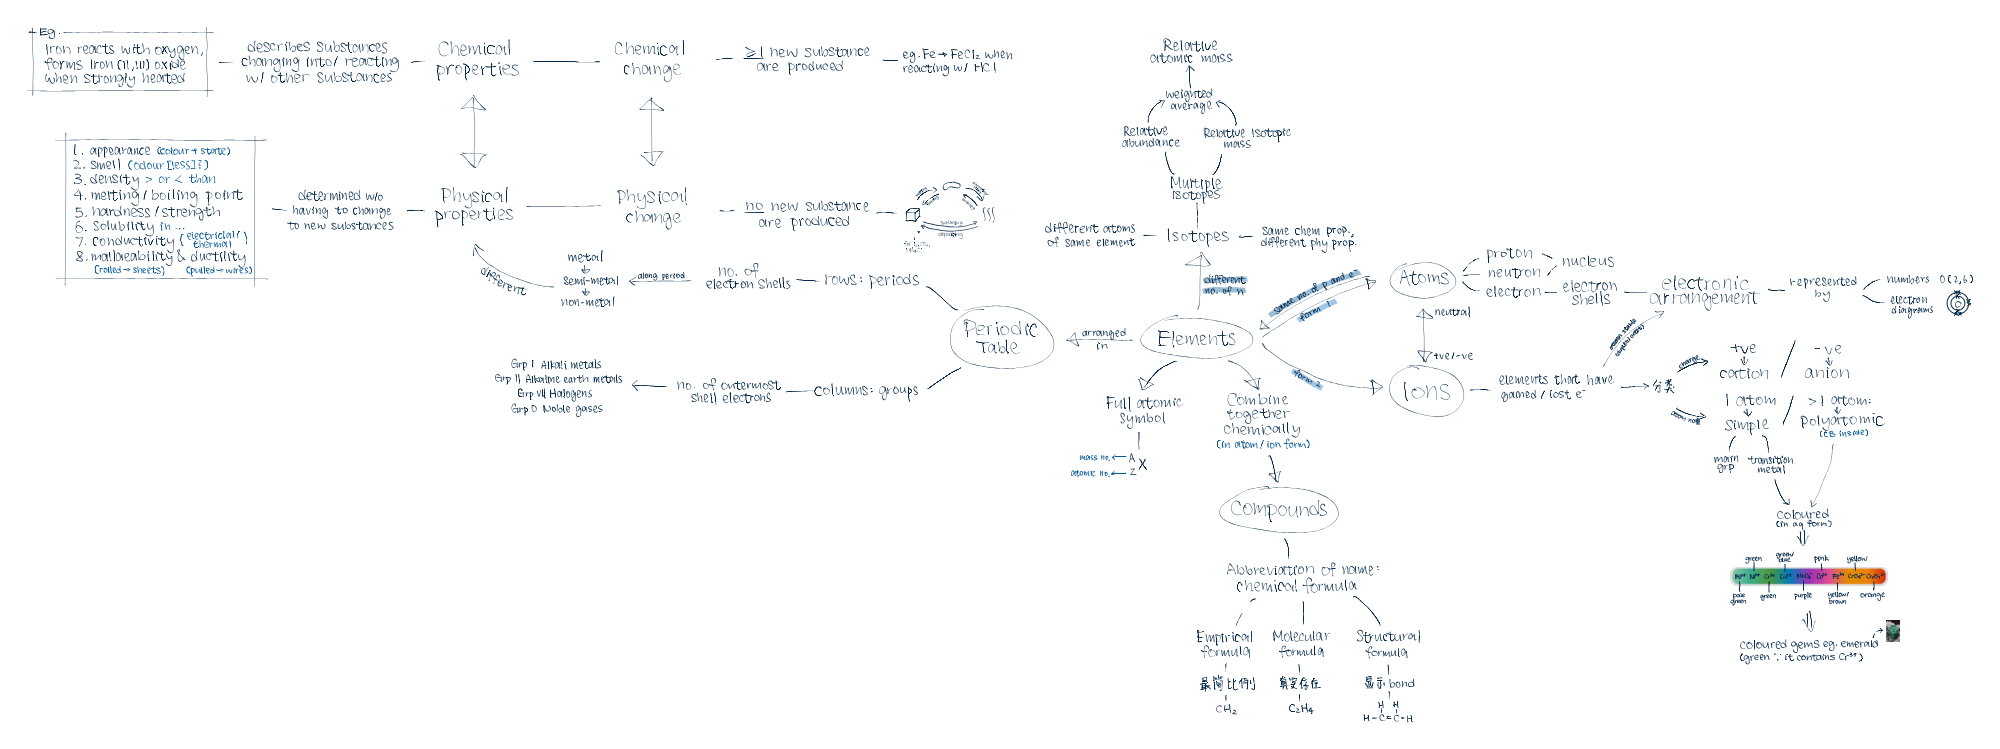 Eg.
Iron reacts with oxygen,
forms Iron (II,III) oxide
when strongly heated
describes substances
changing into/ reacting
w/ other substances
Chemical
properties
Chemical
change
≥1 new substance
are produced
eg. Fe → FeCl₂ when
reacting w/ HCl
1. appearance (colour + state)
2. smell (odour [less]?)
3. density > or < than
4. melting / boiling point
5. hardness / strength
6. Solubility in ...
7. conductivity (electrical/
thermal)
8. malleability & ductility
(rolled → sheets) (pulled → wires)
determined w/o
having to change
to new substances
Physical
properties
Physical
change
no new substance
are produced
different
metal
semi-metal
non-metal
along period
no. of
electron shells
rows: periods
Periodic
Table
Grp I Alkali metals
Grp II Alkaline earth metals
Grp VII Halogens
Grp 0 Noble gases
no. of outermost
shell electrons
columns: groups
arranged
in
Elements
Relative
atomic mass
weighted
average
Relative
abundance
Relative isotopic
mass
Multiple
isotopes
different atoms
of same element
Isotopes
same chem prop.,
different phy prop.
different
no. of n
same no. of p and e⁻
form 1
form 2
Full atomic
symbol
mass no. ← A
X
atomic no. ← Z
Combine
together
chemically
(in atom / ion form)
Compounds
Abbreviation of name:
chemical formula
Empirical
formula
最简比例
CH₂
Molecular
formula
真实存在
C₂H₄
Structural
formula
显示 bond
H H
H-C=C-H
Atoms
neutral
+ve/-ve
Ions
proton
neutron
nucleus
electron
electron
shells
electronic
arrangement
represented
by
numbers O(2,6)
electron
diagrams
elements that have
gained / lost e⁻
分类
charge
+ve
cation
/
-ve
anion
1 atom
simple
/
>1 atom:
polyatomic
(CB inside)
main
grp
transition
metal
coloured
(in aq form)
green
green/
blue
pink
yellow
pale
green
green
purple
yellow/
brown
orange
coloured gems eg. emerald
(green ∵ it contains Cr³⁺)